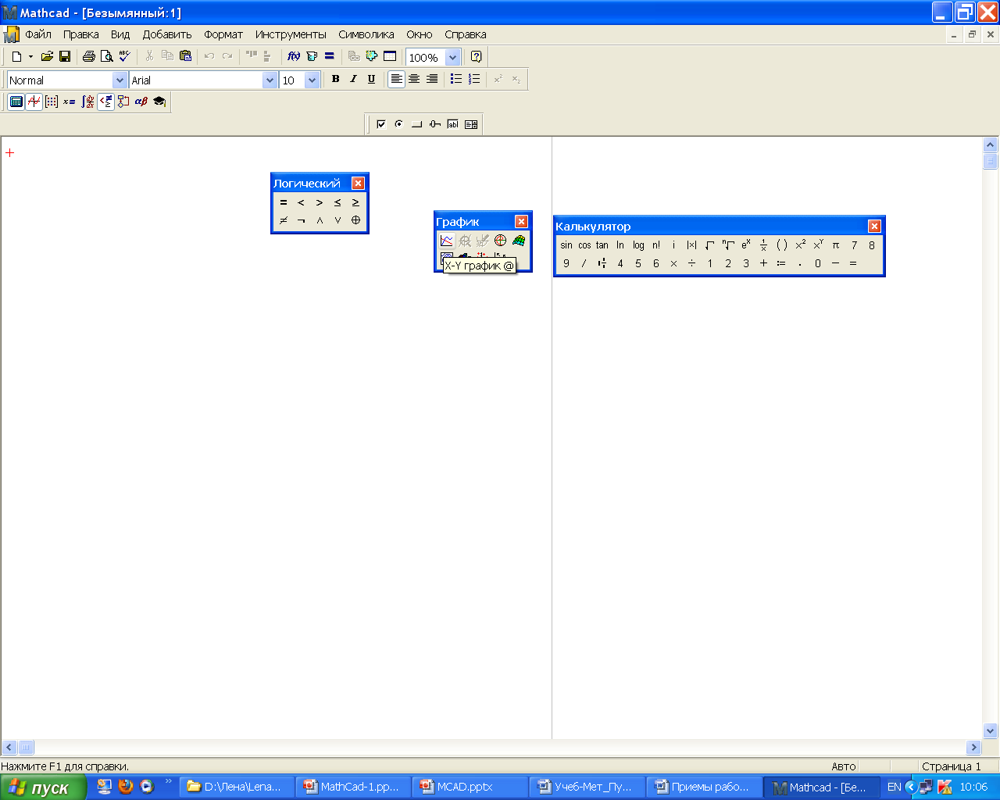 Mathcad - [Безымянный:1]
Файл Правка Вид Добавить Формат Инструменты Символика Окно Справка
100%
Normal Arial 10 B I U
Логический
= < > ≤ ≥
≠ ¬ ∧ ∨ ⊕
График
X-Y график @
Калькулятор
sin cos tan ln log n! i |×| √ ⁿ√ eˣ 1/x ( ) ×² ×ʸ π 7 8
9 / 4 5 6 × ÷ 1 2 3 + := . 0 − =
Нажмите F1 для справки. Авто Страница 1
пуск D:\Лена\Lena... MathCad-1.pp... MCAD.pptx Учеб-Мет_Пу... Приемы рабо... Mathcad - [Бе... EN 10:06